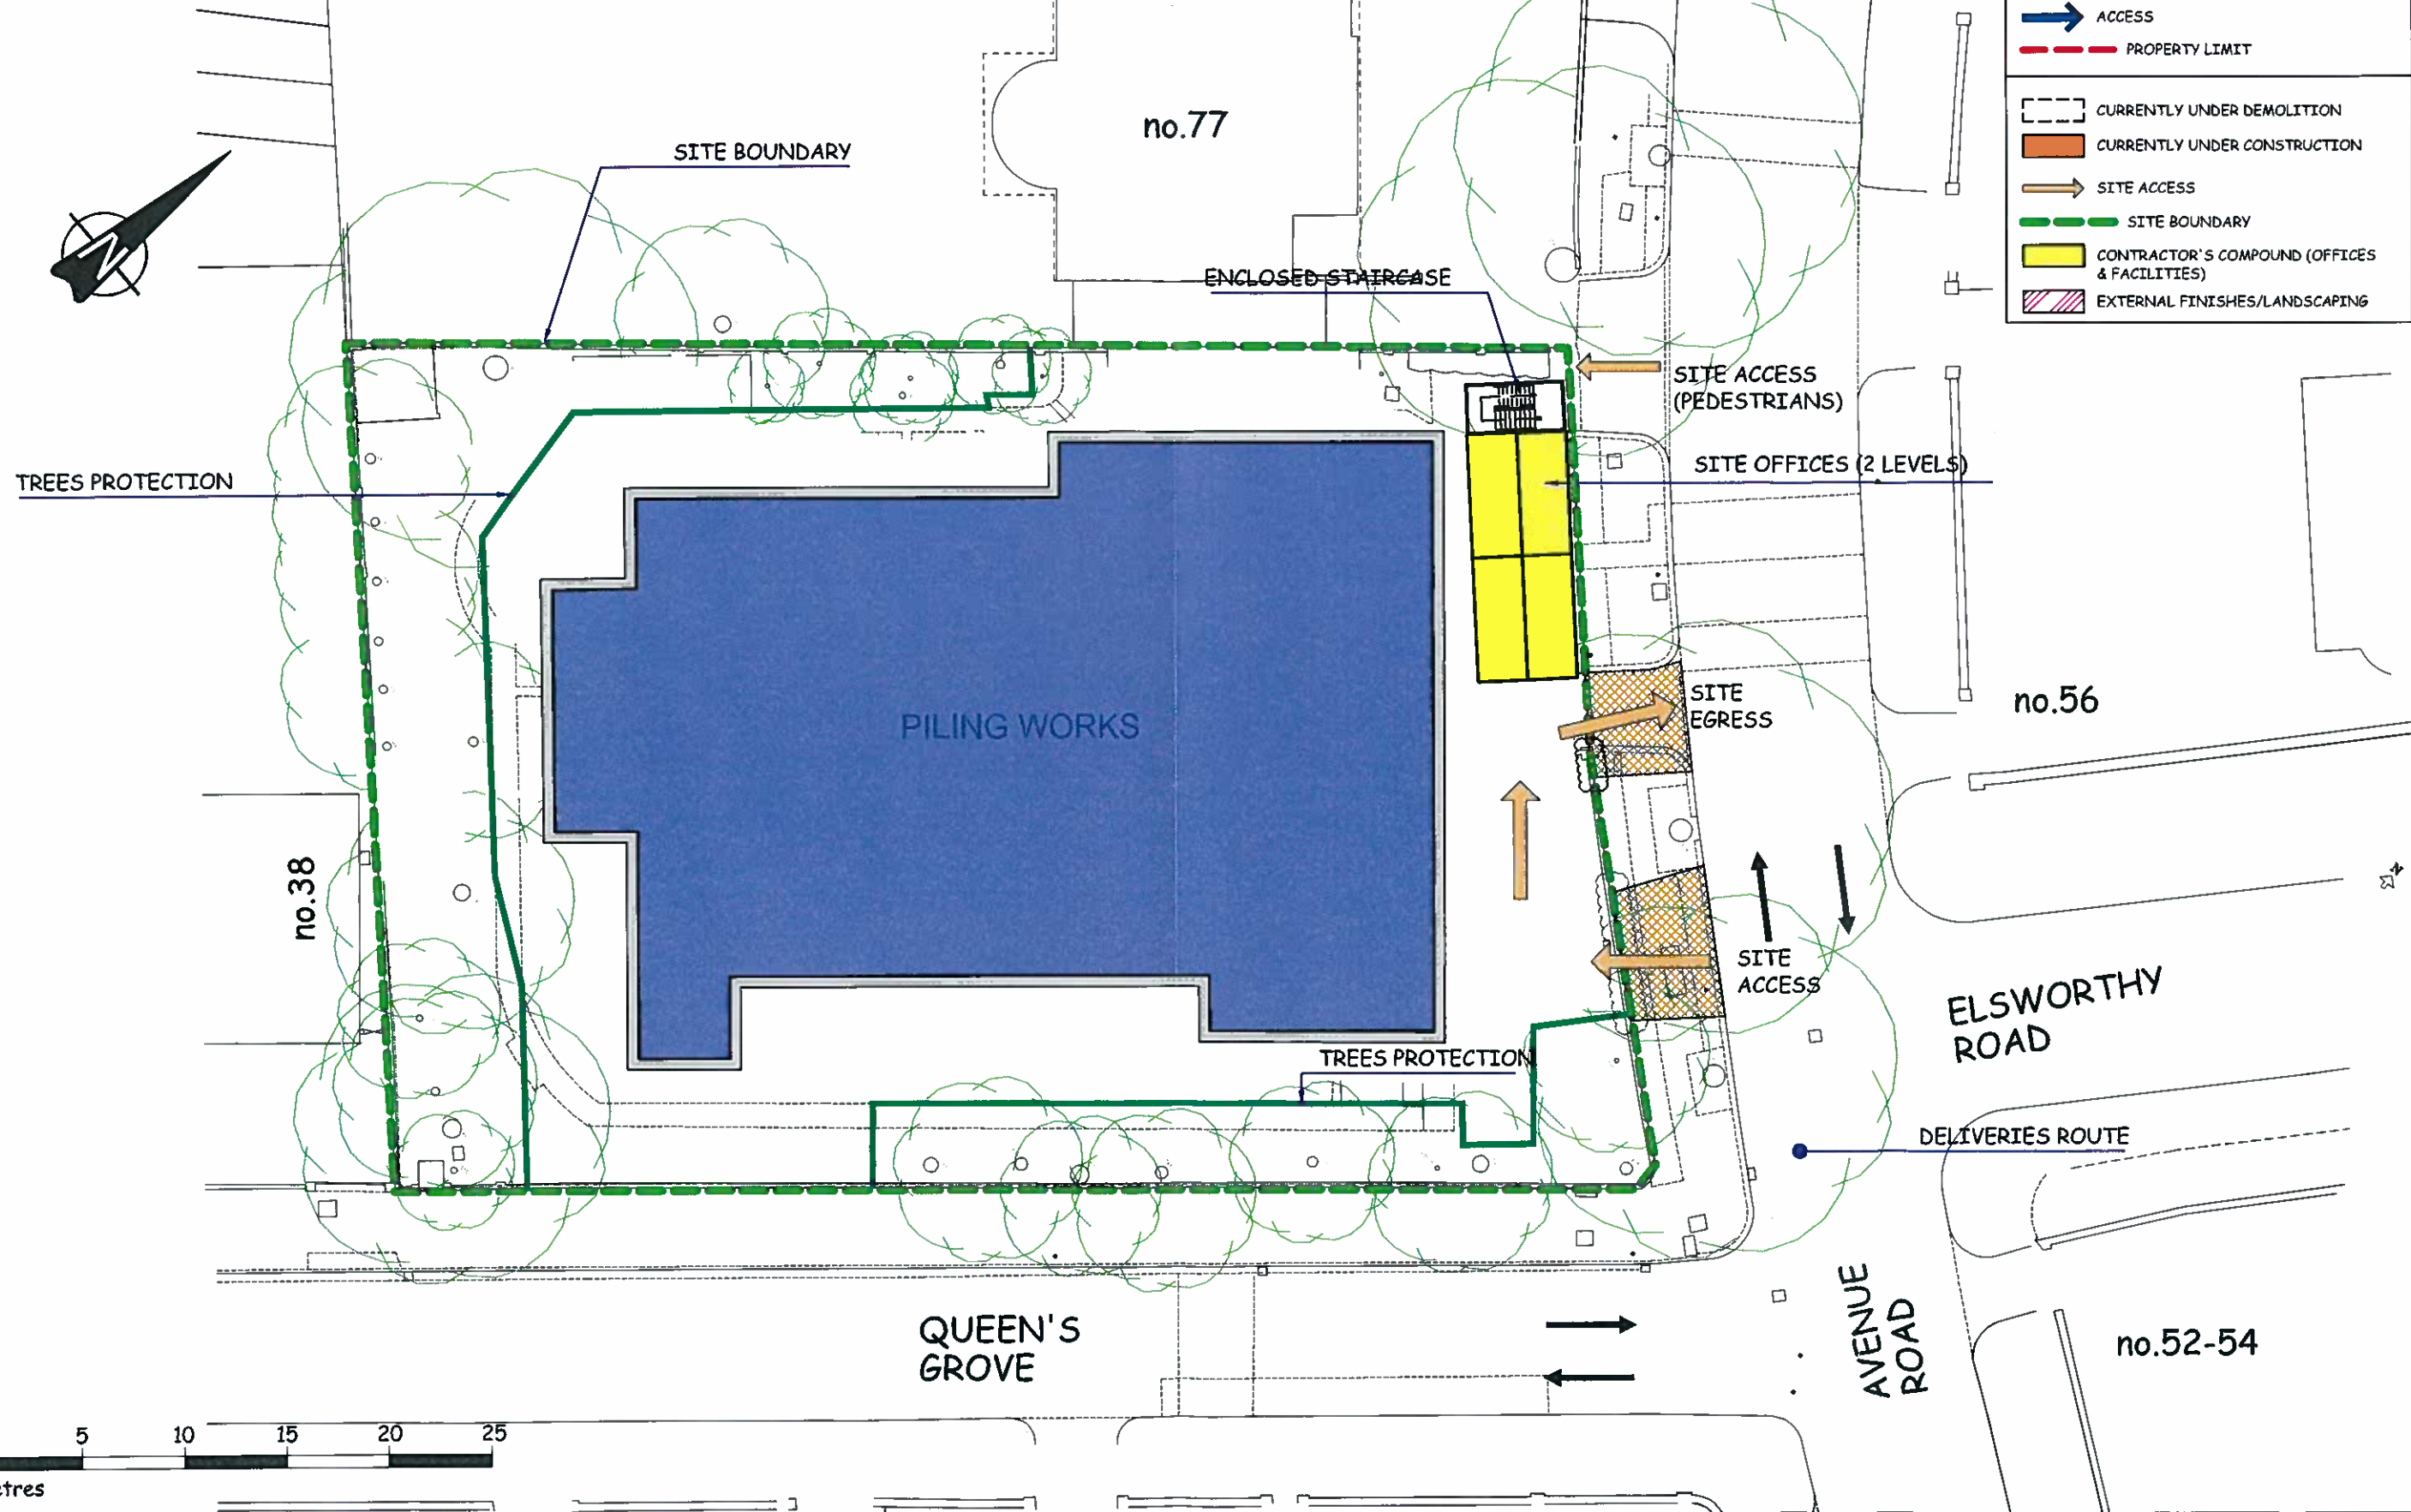 ACCESS
PROPERTY LIMIT
CURRENTLY UNDER DEMOLITION
CURRENTLY UNDER CONSTRUCTION
SITE ACCESS
SITE BOUNDARY
CONTRACTOR'S COMPOUND (OFFICES
& FACILITIES)
EXTERNAL FINISHES/LANDSCAPING
no.77
SITE BOUNDARY
N
ENCLOSED STAIRCASE
SITE ACCESS
(PEDESTRIANS)
SITE OFFICES (2 LEVELS)
TREES PROTECTION
SITE
EGRESS
no.56
PILING WORKS
no.38
SITE
ACCESS
ELSWORTHY
ROAD
TREES PROTECTION
DELIVERIES ROUTE
QUEEN'S
GROVE
AVENUE
ROAD
no.52-54
5 10 15 20 25
etres